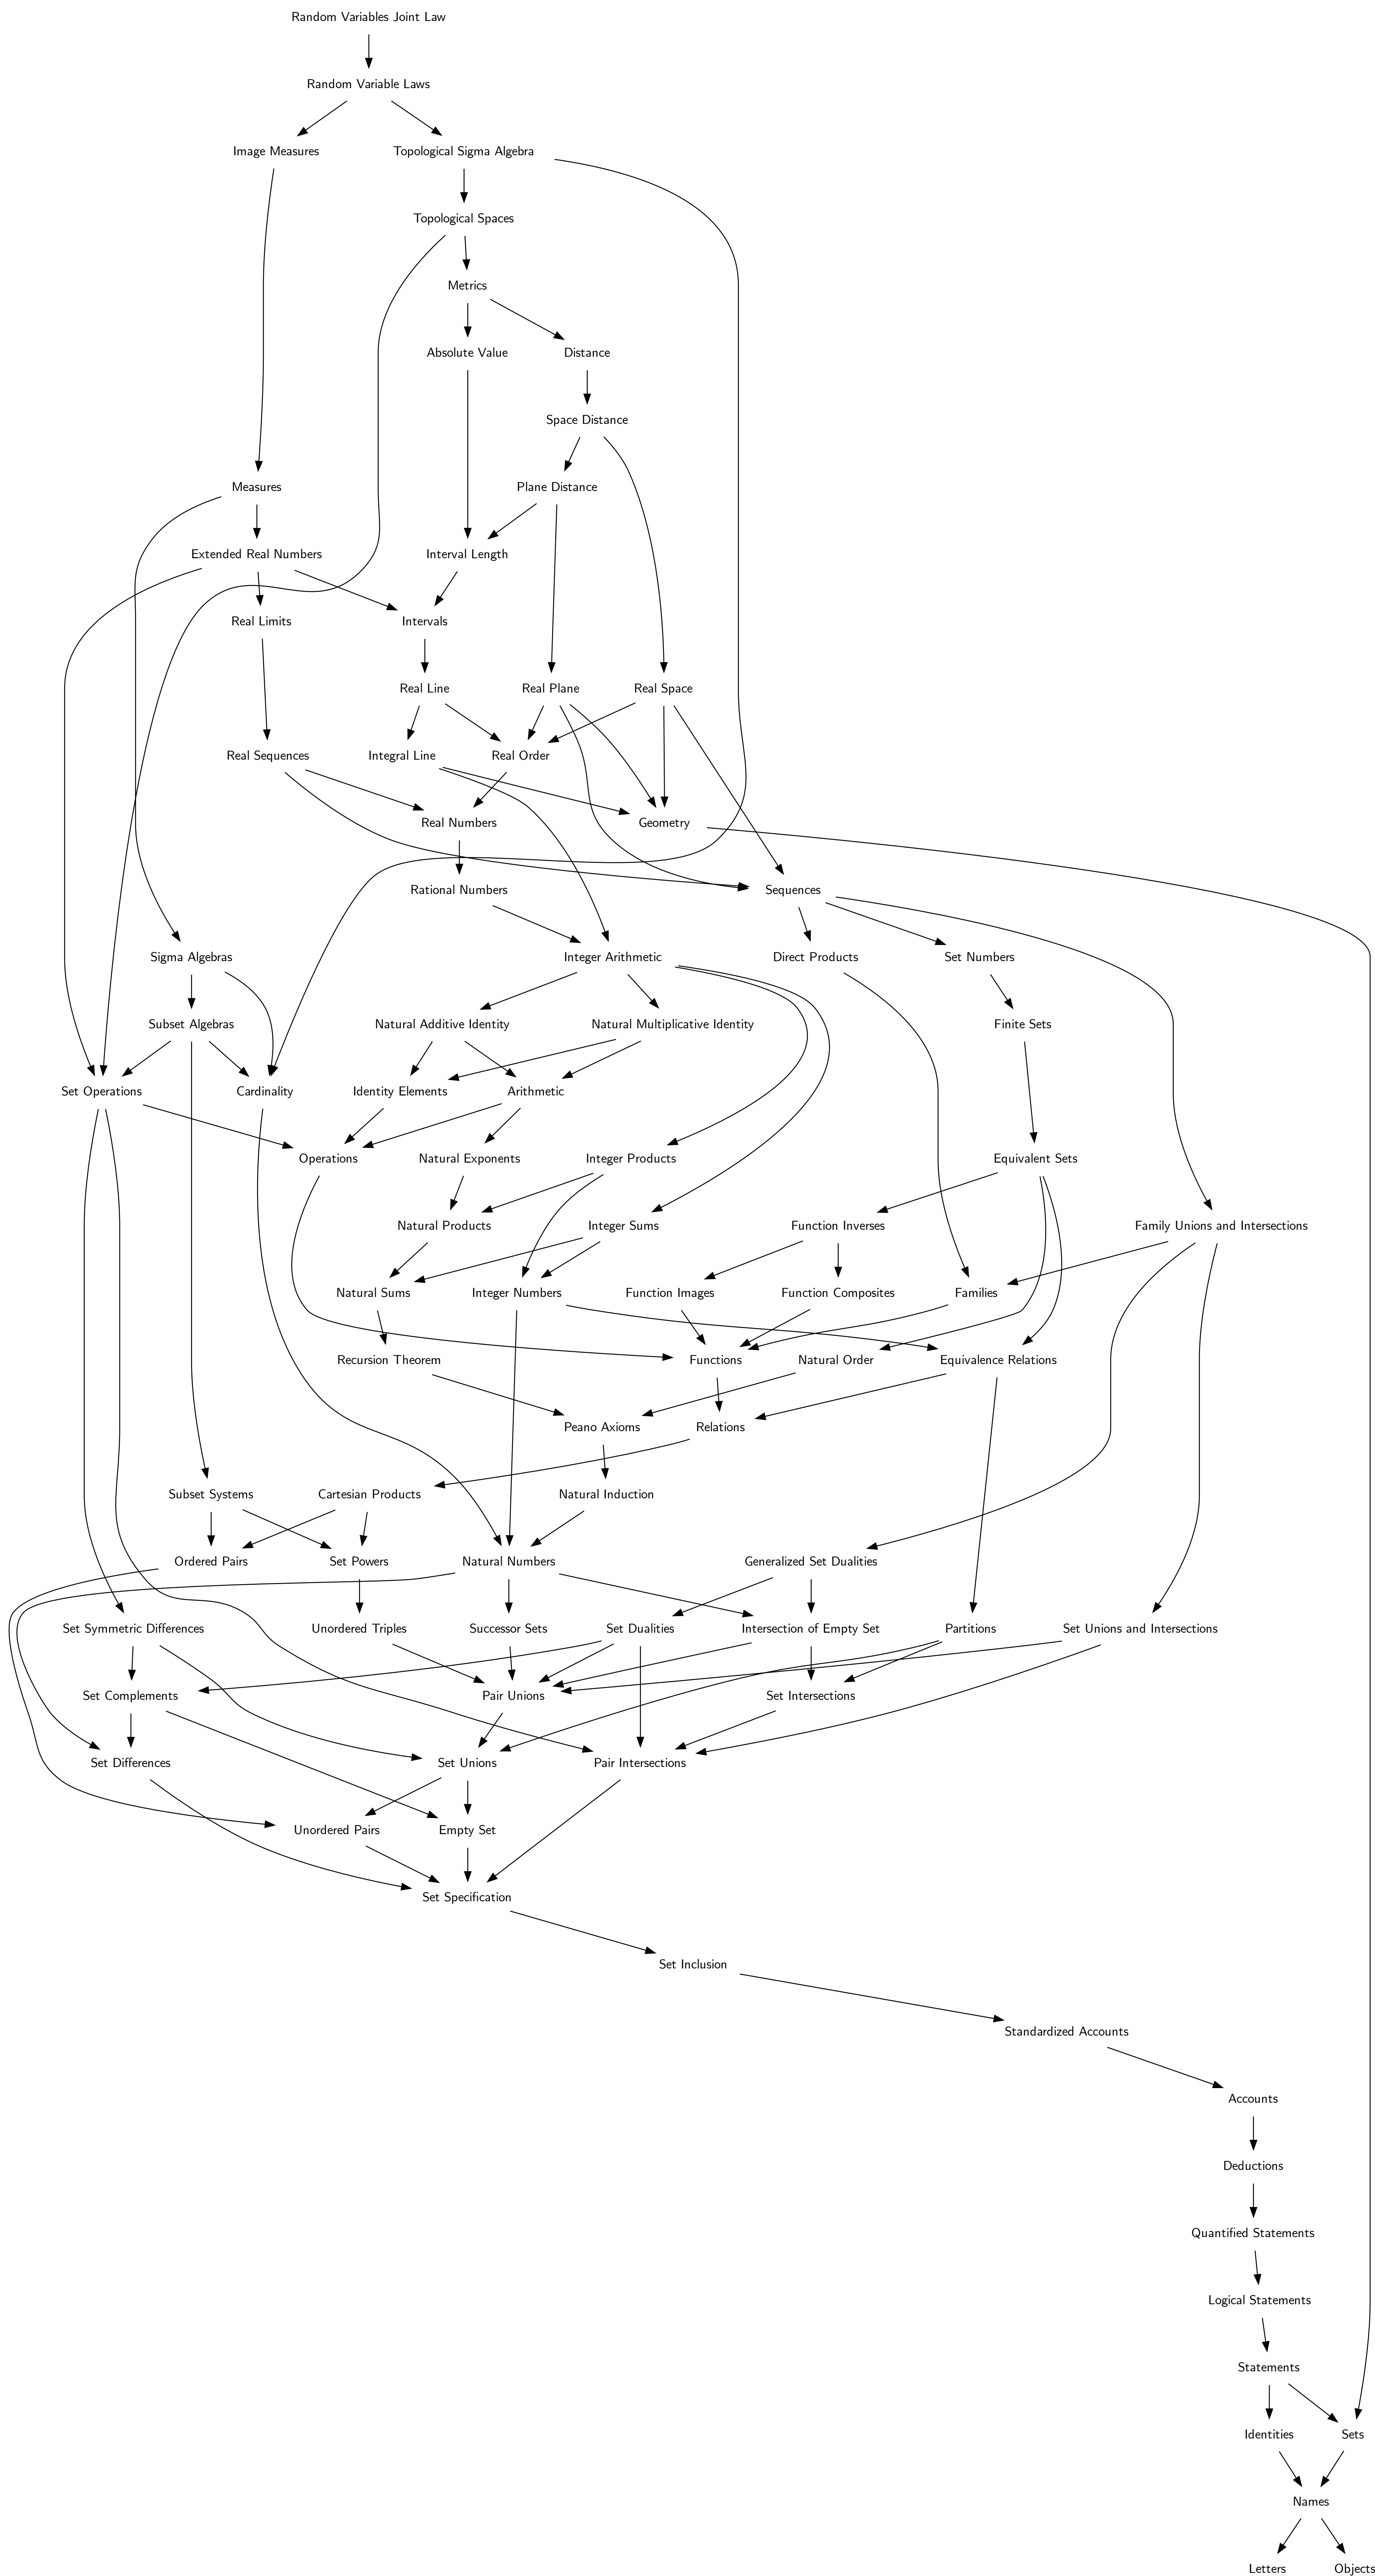 Random Variables Joint Law
Random Variable Laws
Image Measures
Topological Sigma Algebra
Topological Spaces
Metrics
Absolute Value
Distance
Space Distance
Measures
Plane Distance
Extended Real Numbers
Interval Length
Real Limits
Intervals
Real Line
Real Plane
Real Space
Real Sequences
Integral Line
Real Order
Real Numbers
Geometry
Rational Numbers
Sequences
Sigma Algebras
Integer Arithmetic
Direct Products
Set Numbers
Subset Algebras
Natural Additive Identity
Natural Multiplicative Identity
Finite Sets
Set Operations
Cardinality
Identity Elements
Arithmetic
Operations
Natural Exponents
Integer Products
Equivalent Sets
Natural Products
Integer Sums
Function Inverses
Family Unions and Intersections
Natural Sums
Integer Numbers
Function Images
Function Composites
Families
Recursion Theorem
Functions
Natural Order
Equivalence Relations
Peano Axioms
Relations
Subset Systems
Cartesian Products
Natural Induction
Ordered Pairs
Set Powers
Natural Numbers
Generalized Set Dualities
Set Symmetric Differences
Unordered Triples
Successor Sets
Set Dualities
Intersection of Empty Set
Partitions
Set Unions and Intersections
Set Complements
Pair Unions
Set Intersections
Set Differences
Set Unions
Pair Intersections
Unordered Pairs
Empty Set
Set Specification
Set Inclusion
Standardized Accounts
Accounts
Deductions
Quantified Statements
Logical Statements
Statements
Identities
Sets
Names
Letters
Objects